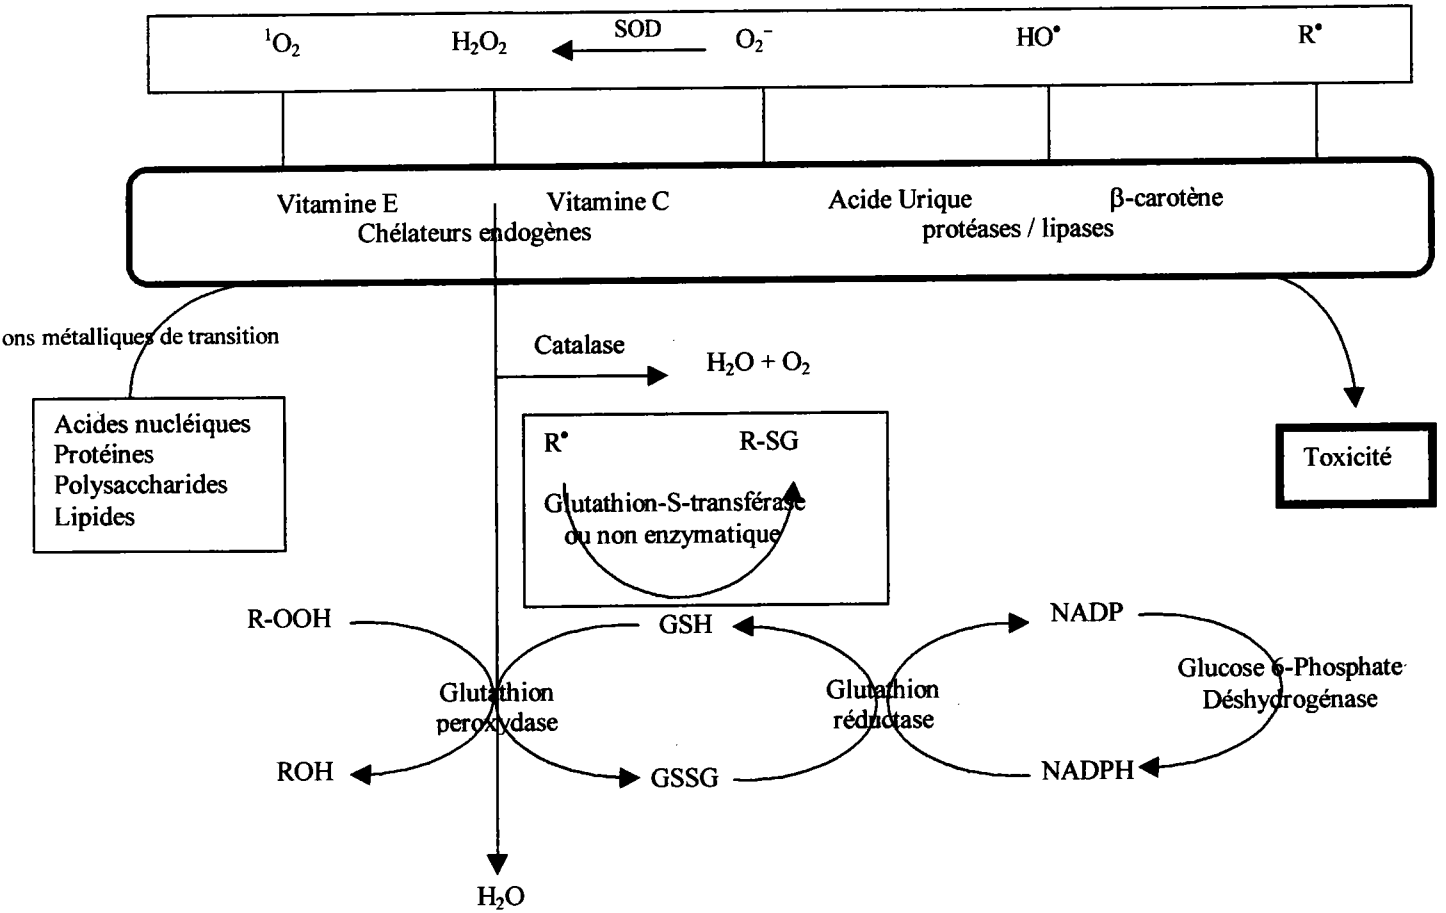 ¹O₂ H₂O₂ SOD O₂⁻ HO• R•
Vitamine E Vitamine C Acide Urique β-carotène
Chélateurs endogènes protéases / lipases
ons métalliques de transition
Catalase H₂O + O₂
Acides nucléiques
Protéines
Polysaccharides
Lipides
R• R-SG
Glutathion-S-transférase
ou non enzymatique
Toxicité
R-OOH GSH NADP
Glutathion
peroxydase
Glutathion
réductase
Glucose 6-Phosphate
Déshydrogénase
ROH GSSG NADPH
H₂O